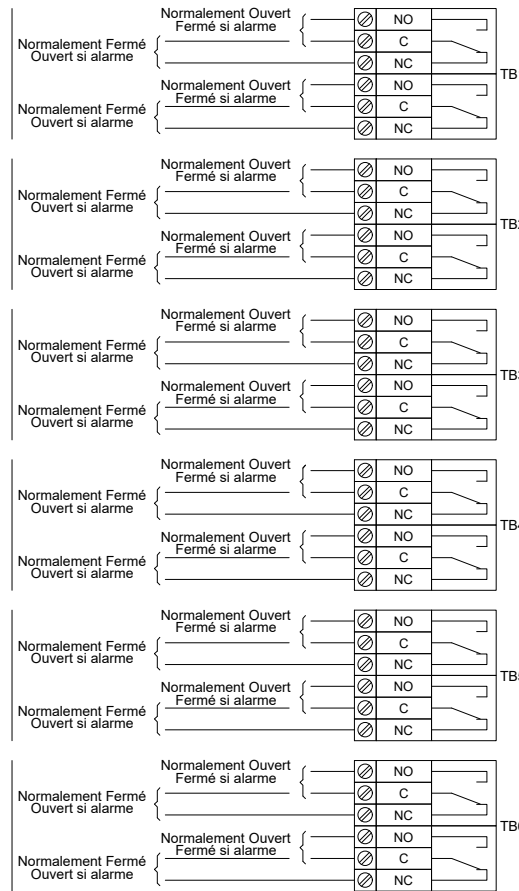 Normalement Ouvert
Fermé si alarme
NO
Normalement Fermé
Ouvert si alarme
C
NC
TB
Normalement Ouvert
Fermé si alarme
NO
Normalement Fermé
Ouvert si alarme
C
NC
Normalement Ouvert
Fermé si alarme
NO
Normalement Fermé
Ouvert si alarme
C
NC
TB2
Normalement Ouvert
Fermé si alarme
NO
Normalement Fermé
Ouvert si alarme
C
NC
Normalement Ouvert
Fermé si alarme
NO
Normalement Fermé
Ouvert si alarme
C
NC
TB3
Normalement Ouvert
Fermé si alarme
NO
Normalement Fermé
Ouvert si alarme
C
NC
Normalement Ouvert
Fermé si alarme
NO
Normalement Fermé
Ouvert si alarme
C
NC
TB4
Normalement Ouvert
Fermé si alarme
NO
Normalement Fermé
Ouvert si alarme
C
NC
Normalement Ouvert
Fermé si alarme
NO
Normalement Fermé
Ouvert si alarme
C
NC
TB5
Normalement Ouvert
Fermé si alarme
NO
Normalement Fermé
Ouvert si alarme
C
NC
Normalement Ouvert
Fermé si alarme
NO
Normalement Fermé
Ouvert si alarme
C
NC
TB6
Normalement Ouvert
Fermé si alarme
NO
Normalement Fermé
Ouvert si alarme
C
NC